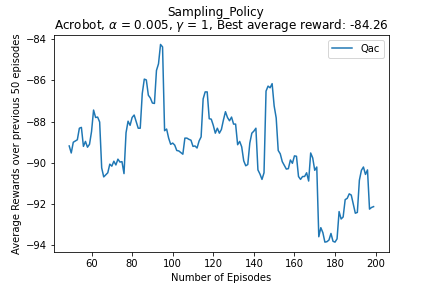 Sampling_Policy
Acrobot, α = 0.005, γ = 1, Best average reward: -84.26
Qac
Average Rewards over previous 50 episodes
−84
−86
−88
−90
−92
−94
60 80 100 120 140 160 180 200
Number of Episodes